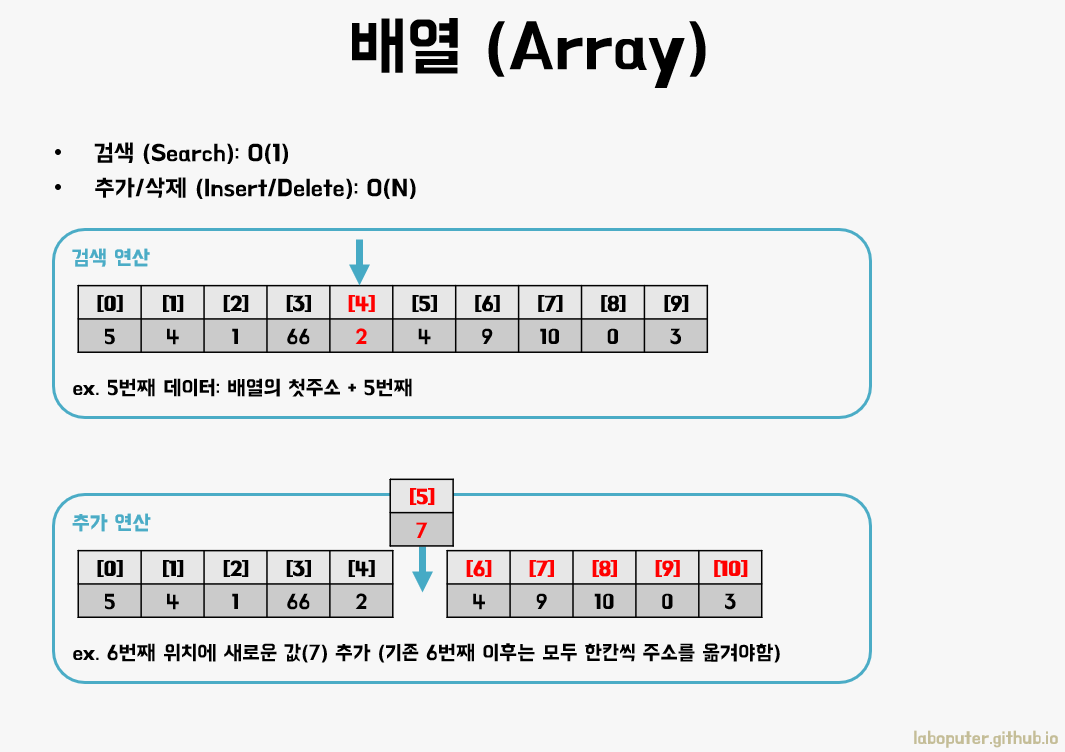 배열 (Array)
• 검색 (Search): O(1)
• 추가/삭제 (Insert/Delete): O(N)
검색 연산
[0] [1] [2] [3] [4] [5] [6] [7] [8] [9]
5 4 1 66 2 4 9 10 0 3
ex. 5번째 데이터: 배열의 첫주소 + 5번째
[5]
7
추가 연산
[0] [1] [2] [3] [4] [6] [7] [8] [9] [10]
5 4 1 66 2 4 9 10 0 3
ex. 6번째 위치에 새로운 값(7) 추가 (기존 6번째 이후는 모두 한칸씩 주소를 옮겨야함)
laboputer.github.io